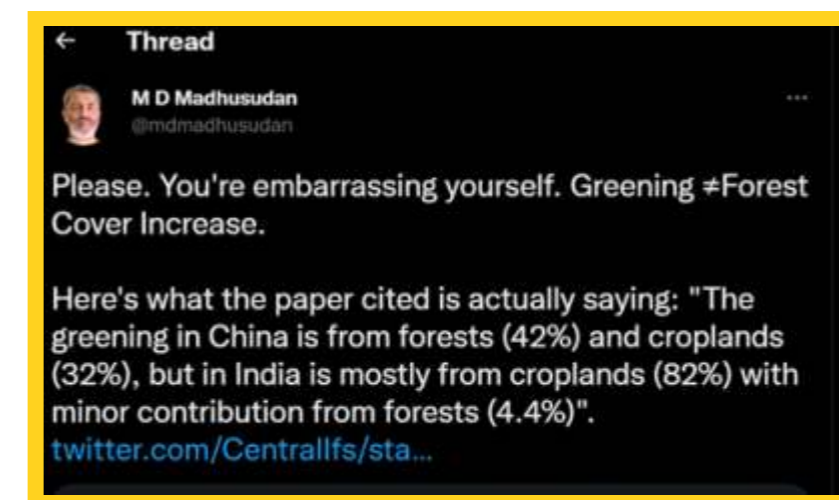 ← Thread
M D Madhusudan
@mdmadhusudan
Please. You're embarrassing yourself. Greening ≠Forest
Cover Increase.
Here's what the paper cited is actually saying: "The
greening in China is from forests (42%) and croplands
(32%), but in India is mostly from croplands (82%) with
minor contribution from forests (4.4%)".
twitter.com/CentralIfs/sta...